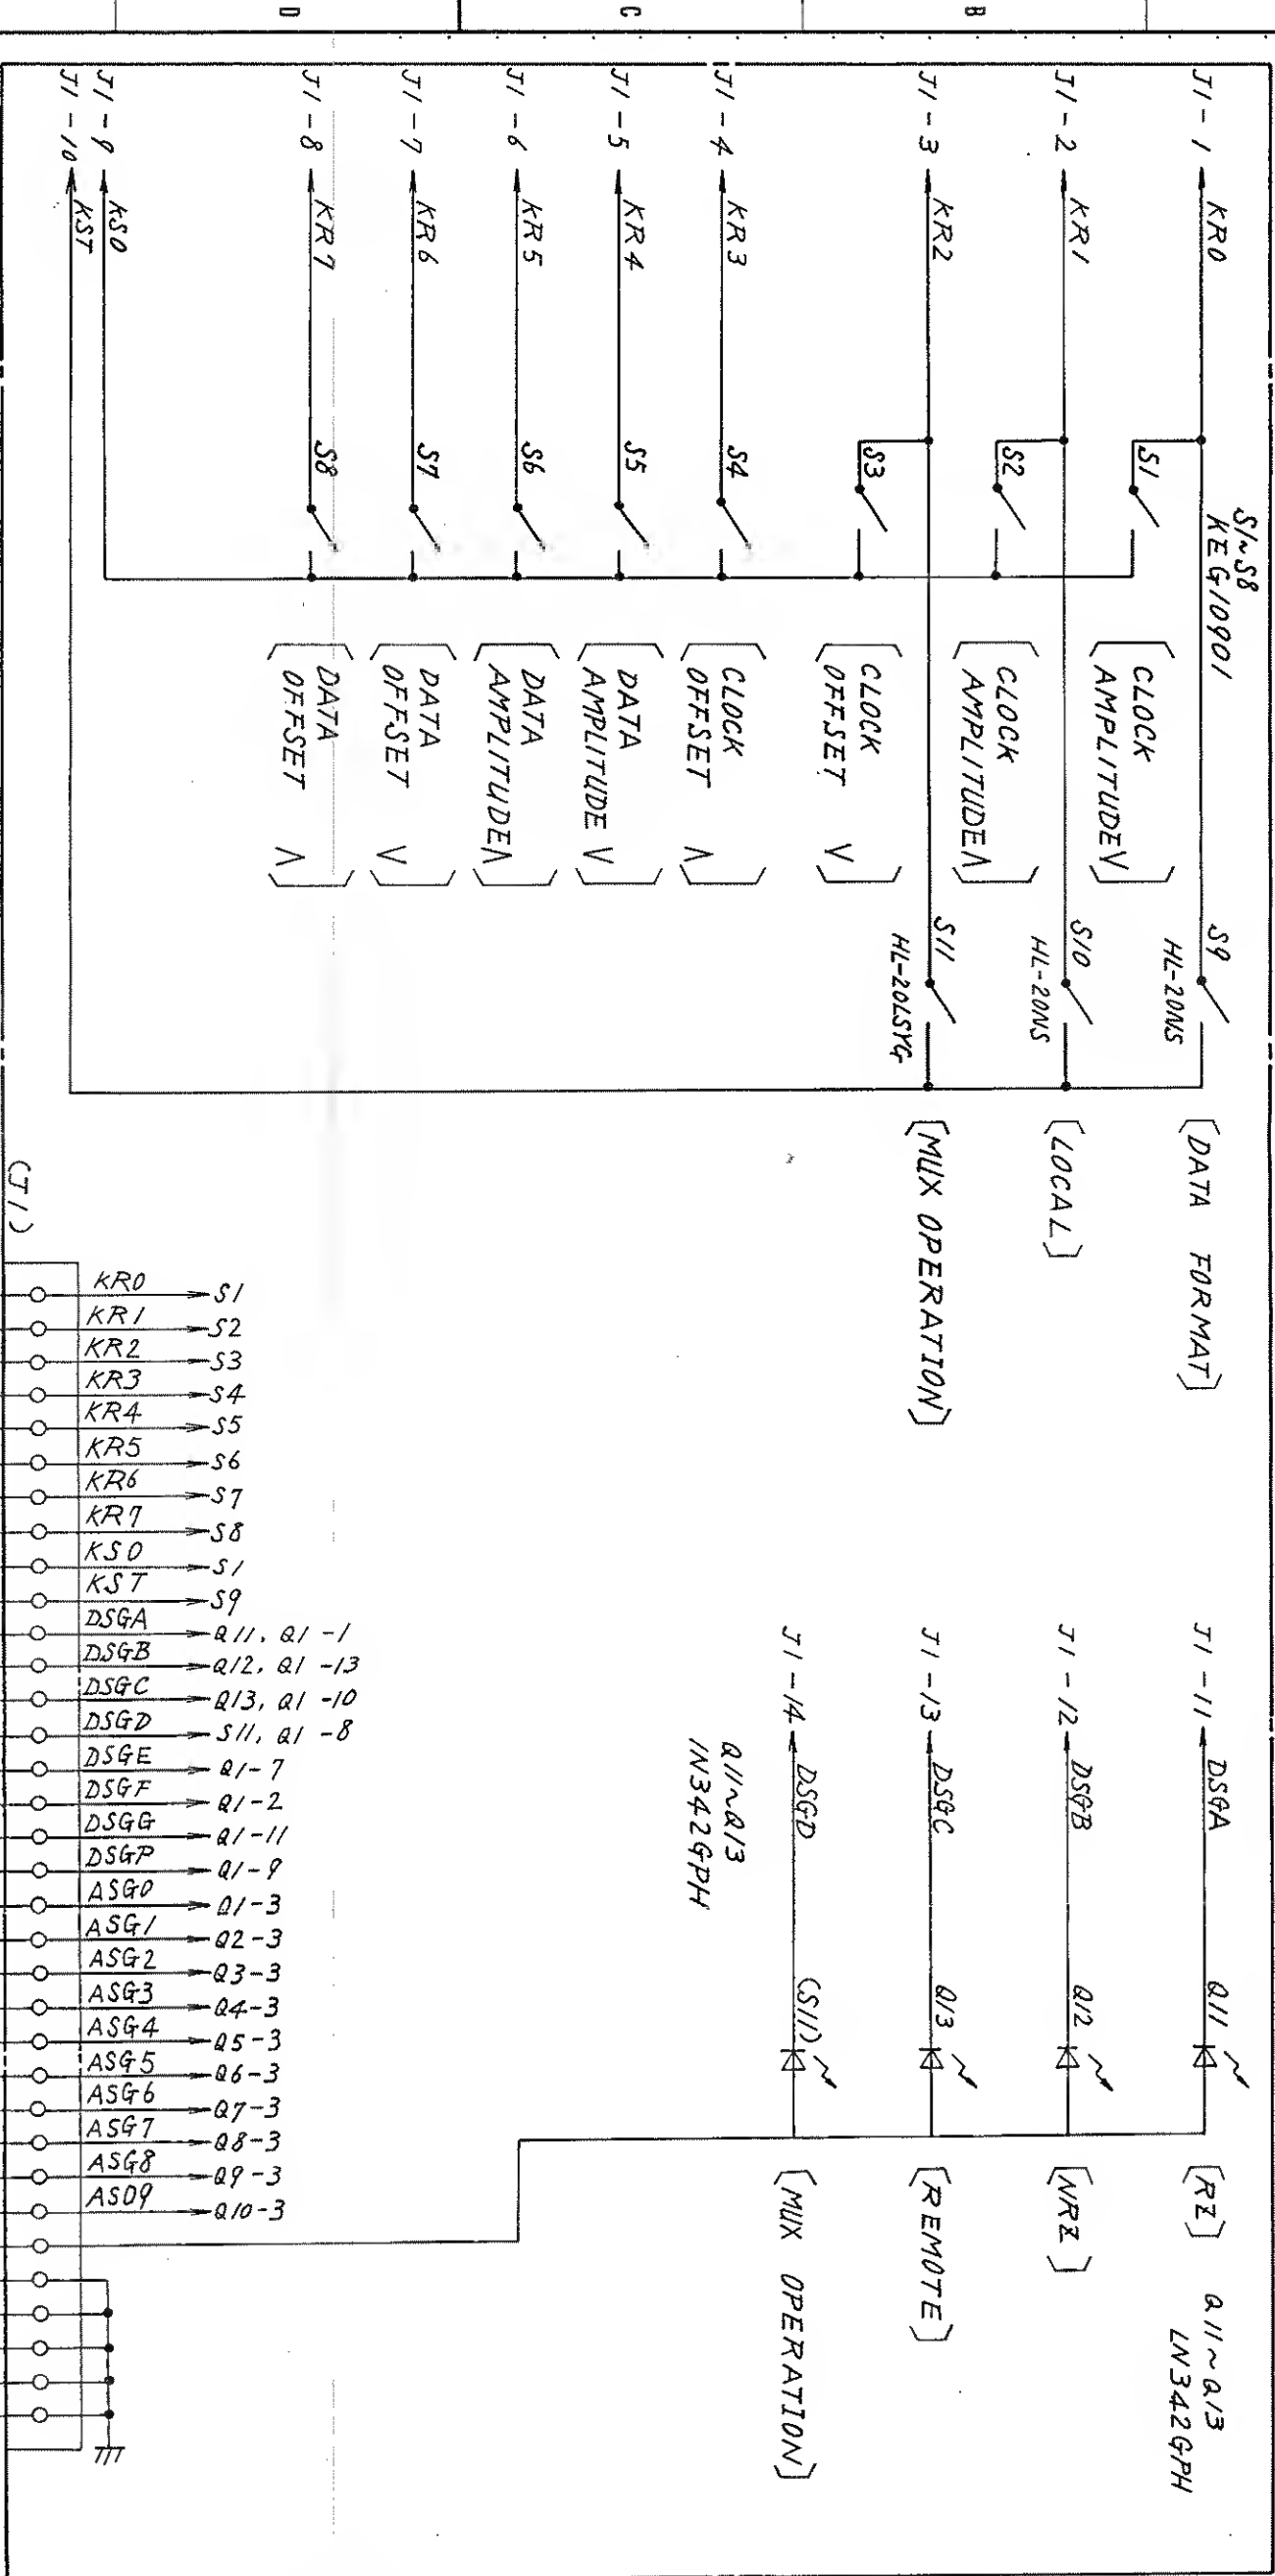 D
C
B
J1-1
KR0
S1
S1~S8
KEG10901
[CLOCK
AMPLITUDE∨]
S9
HL-20NS
[DATA FORMAT]
J1-2
KR1
S2
[CLOCK
AMPLITUDE∧]
S10
HL-20NS
[LOCAL]
J1-3
KR2
S3
[CLOCK
OFFSET ∨]
S11
HL-20LSYG
[MUX OPERATION]
J1-4
KR3
S4
[CLOCK
OFFSET ∧]
J1-5
KR4
S5
[DATA
AMPLITUDE ∨]
J1-6
KR5
S6
[DATA
AMPLITUDE∧]
J1-7
KR6
S7
[DATA
OFFSET ∨]
J1-8
KR7
S8
[DATA
OFFSET ∧]
J1-9
KS0
J1-10
KST
J1-11
DSGA
Q11
[RZ]
Q11~Q13
LN342GPH
J1-12
DSGB
Q12
[NRZ]
J1-13
DSGC
Q13
[REMOTE]
J1-14
DSGD
(S11)
[MUX OPERATION]
Q11~Q13
1N342GPH
(J1)
KR0 S1
KR1 S2
KR2 S3
KR3 S4
KR4 S5
KR5 S6
KR6 S7
KR7 S8
KS0 S1
KST S9
DSGA Q11, Q1-1
DSGB Q12, Q1-13
DSGC Q13, Q1-10
DSGD S11, Q1-8
DSGE Q1-7
DSGF Q1-2
DSGG Q1-11
DSGP Q1-9
ASG0 Q1-3
ASG1 Q2-3
ASG2 Q3-3
ASG3 Q4-3
ASG4 Q5-3
ASG5 Q6-3
ASG6 Q7-3
ASG7 Q8-3
ASG8 Q9-3
ASD9 Q10-3